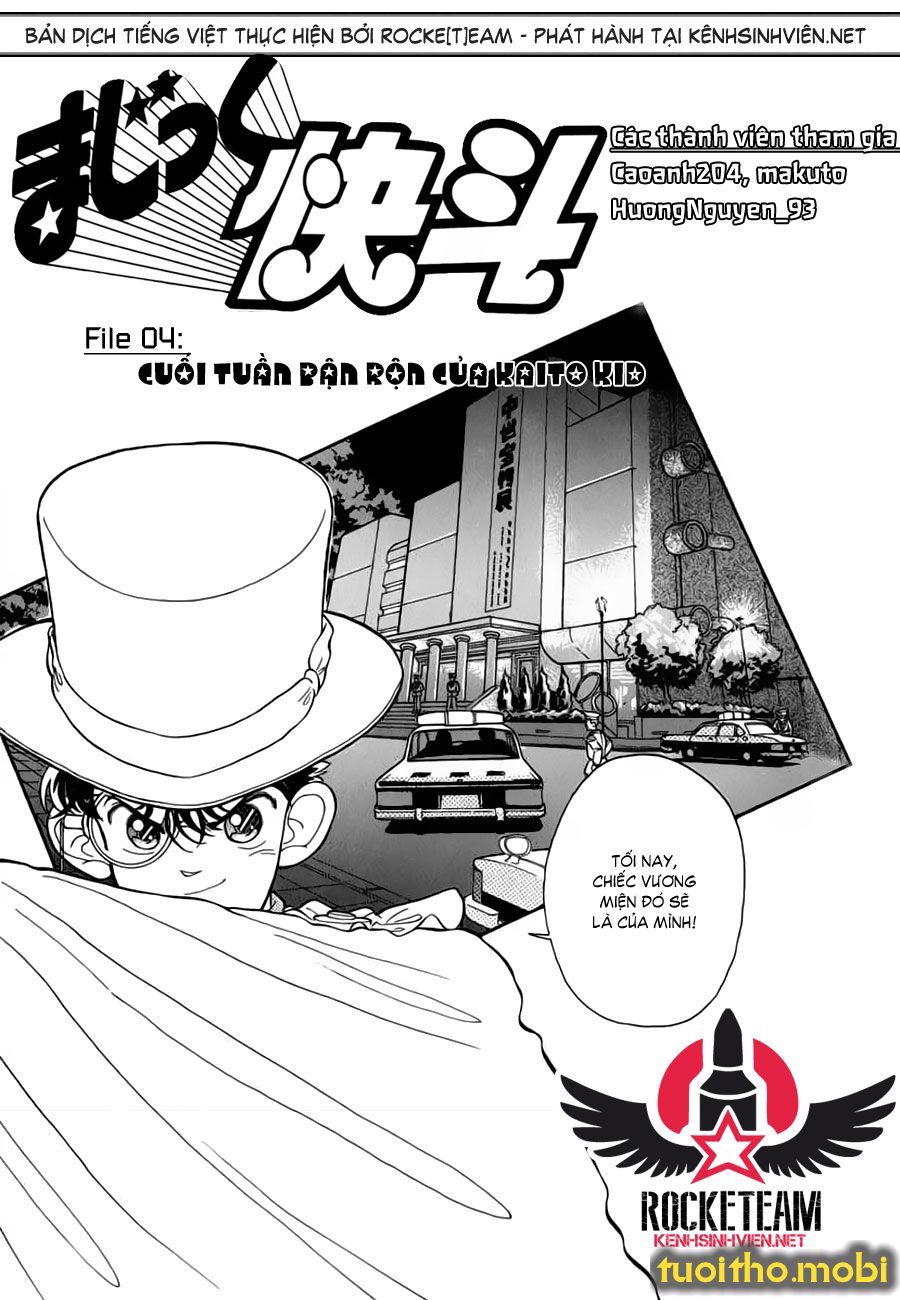 BẢN DỊCH TIẾNG VIỆT THỰC HIỆN BỞI ROCKE[T]EAM - PHÁT HÀNH TẠI KÊNHSINHVIÊN.NET
まじっく
快斗
Các thành viên tham gia
Caoanh204, makuto
HuongNguyen_93
File 04:
CUỐI TUẦN BẬN RỘN CỦA KAITO KID
TỐI NAY,
CHIẾC VƯƠNG
MIỆN ĐÓ SẼ
LÀ CỦA MÌNH!
ROCKETEAM
KENHSINHVIEN.NET
tuoitho.mobi